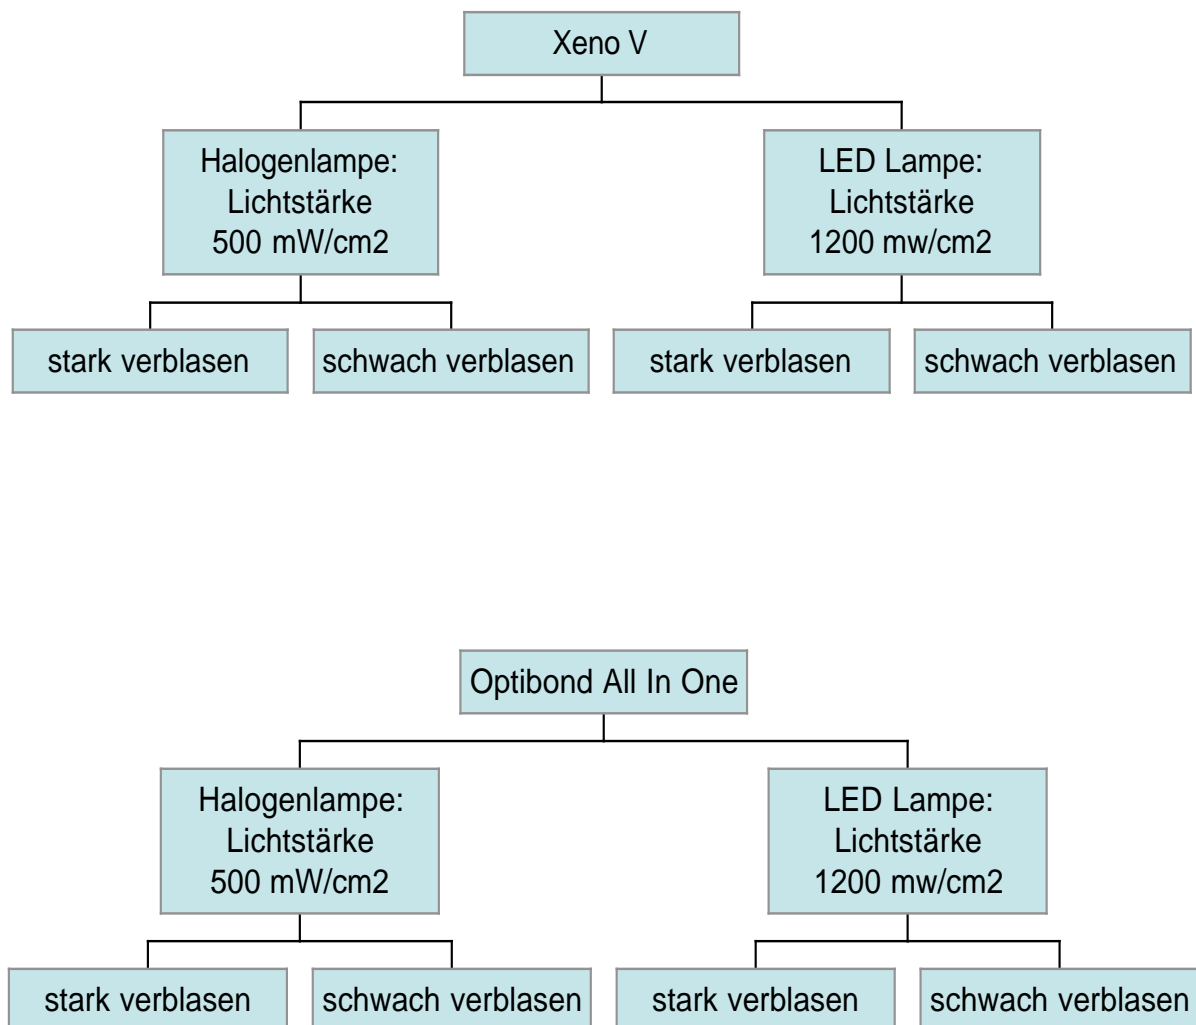 Xeno V
Halogenlampe:
Lichtstärke
500 mW/cm2
LED Lampe:
Lichtstärke
1200 mw/cm2
stark verblasen
schwach verblasen
stark verblasen
schwach verblasen
Optibond All In One
Halogenlampe:
Lichtstärke
500 mW/cm2
LED Lampe:
Lichtstärke
1200 mw/cm2
stark verblasen
schwach verblasen
stark verblasen
schwach verblasen